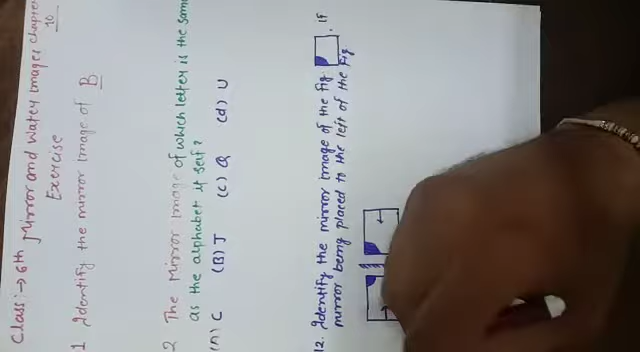 Class:→ 6th Mirror and Water Images Chapter
10
Exercise
1 Identify the mirror image of B
2 The Mirror Image of which letter is the same
as the alphabet it self?
(A) C (B) J (C) Q (d) U
12. Identify the mirror image of the fig. . If
mirror being placed to the left of the fig.